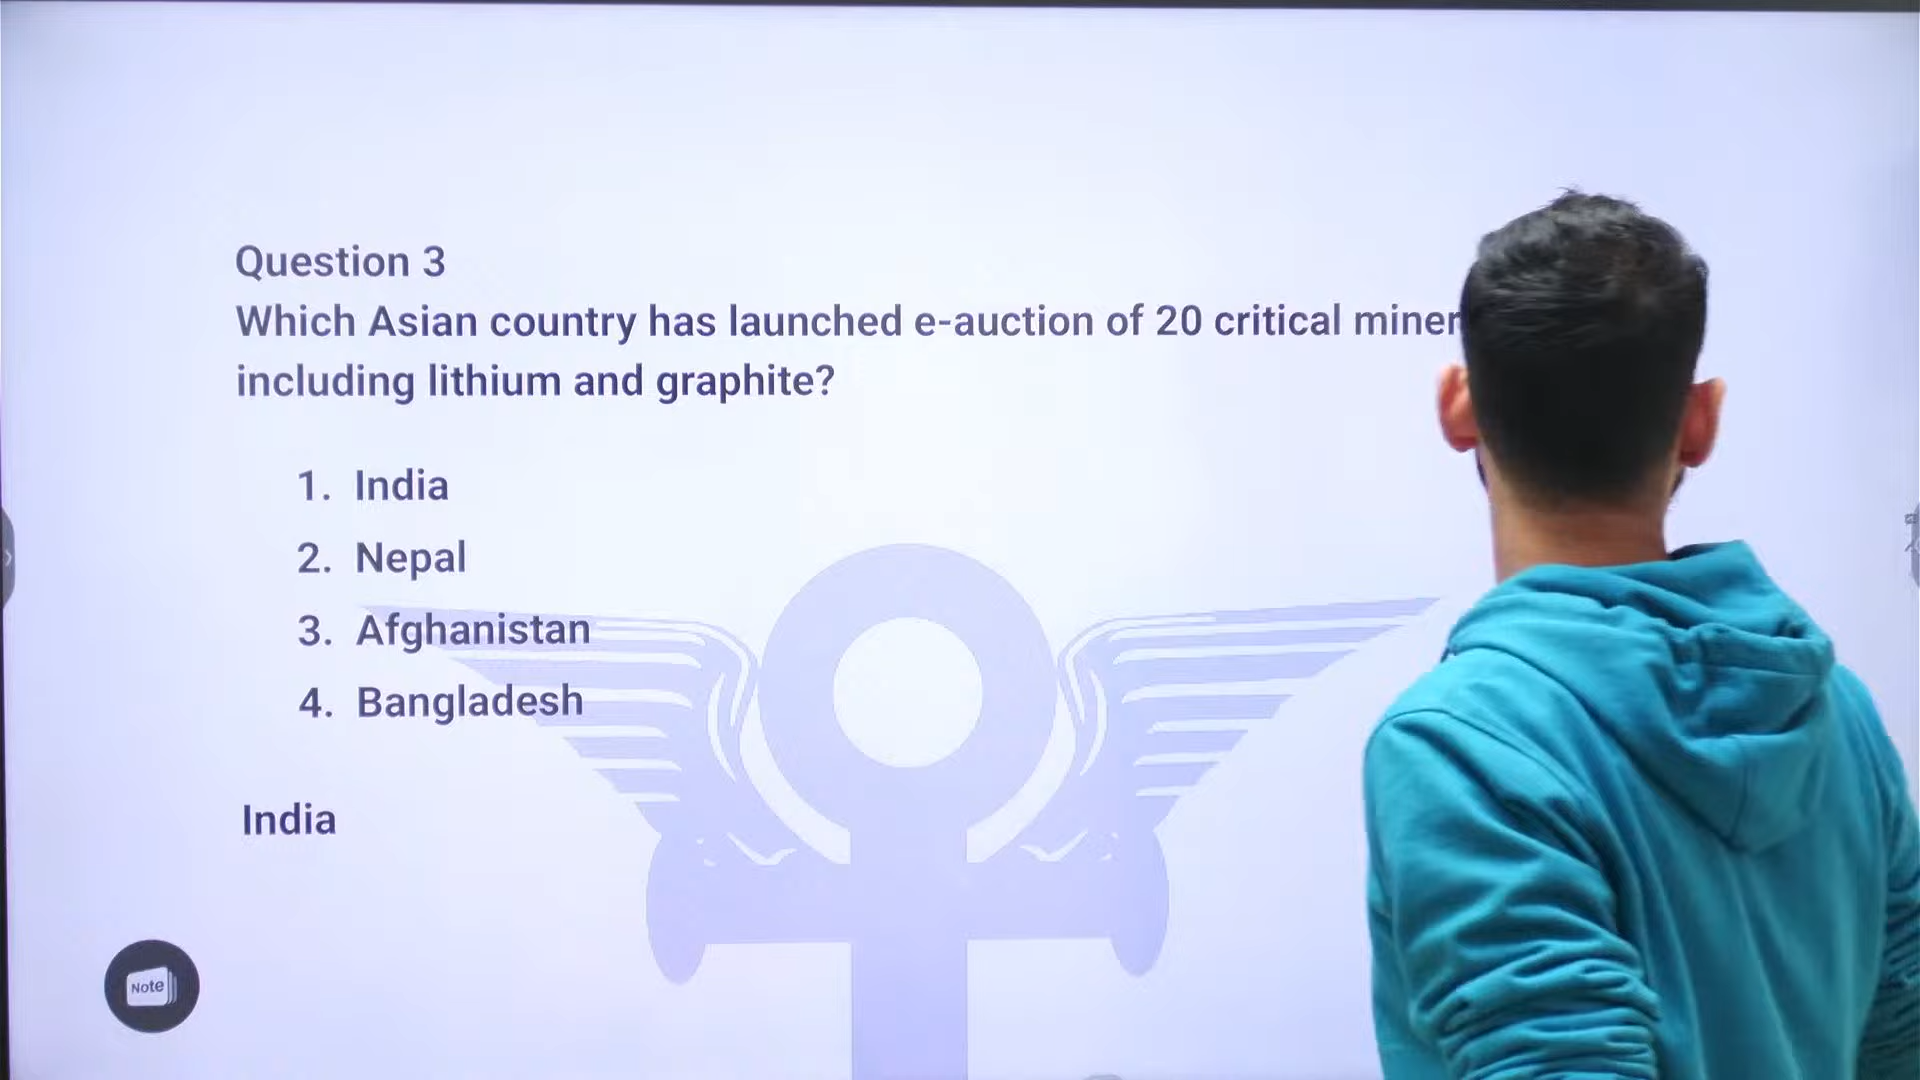 Question 3
Which Asian country has launched e-auction of 20 critical
including lithium and graphite?
1. India
2. Nepal
3. Afghanistan
4. Bangladesh
India
Note